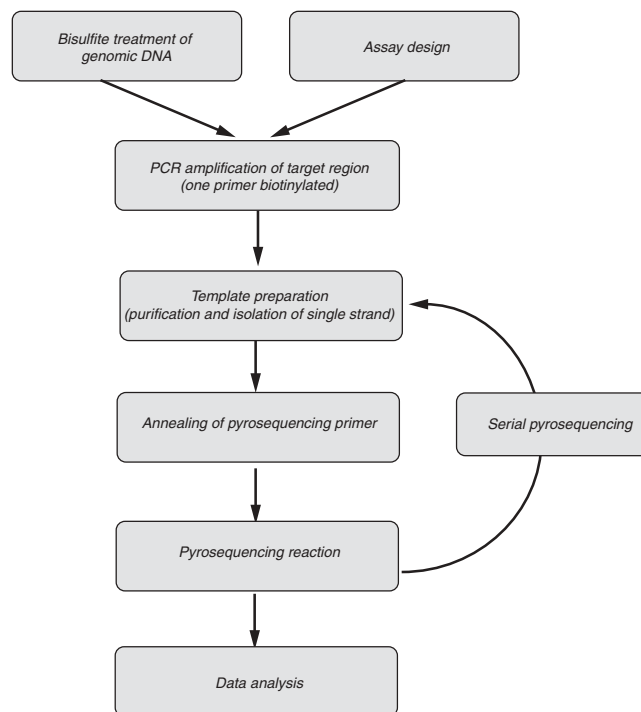 Bisulfite treatment of
genomic DNA
Assay design
PCR amplification of target region
(one primer biotinylated)
Template preparation
(purification and isolation of single strand)
Annealing of pyrosequencing primer
Serial pyrosequencing
Pyrosequencing reaction
Data analysis